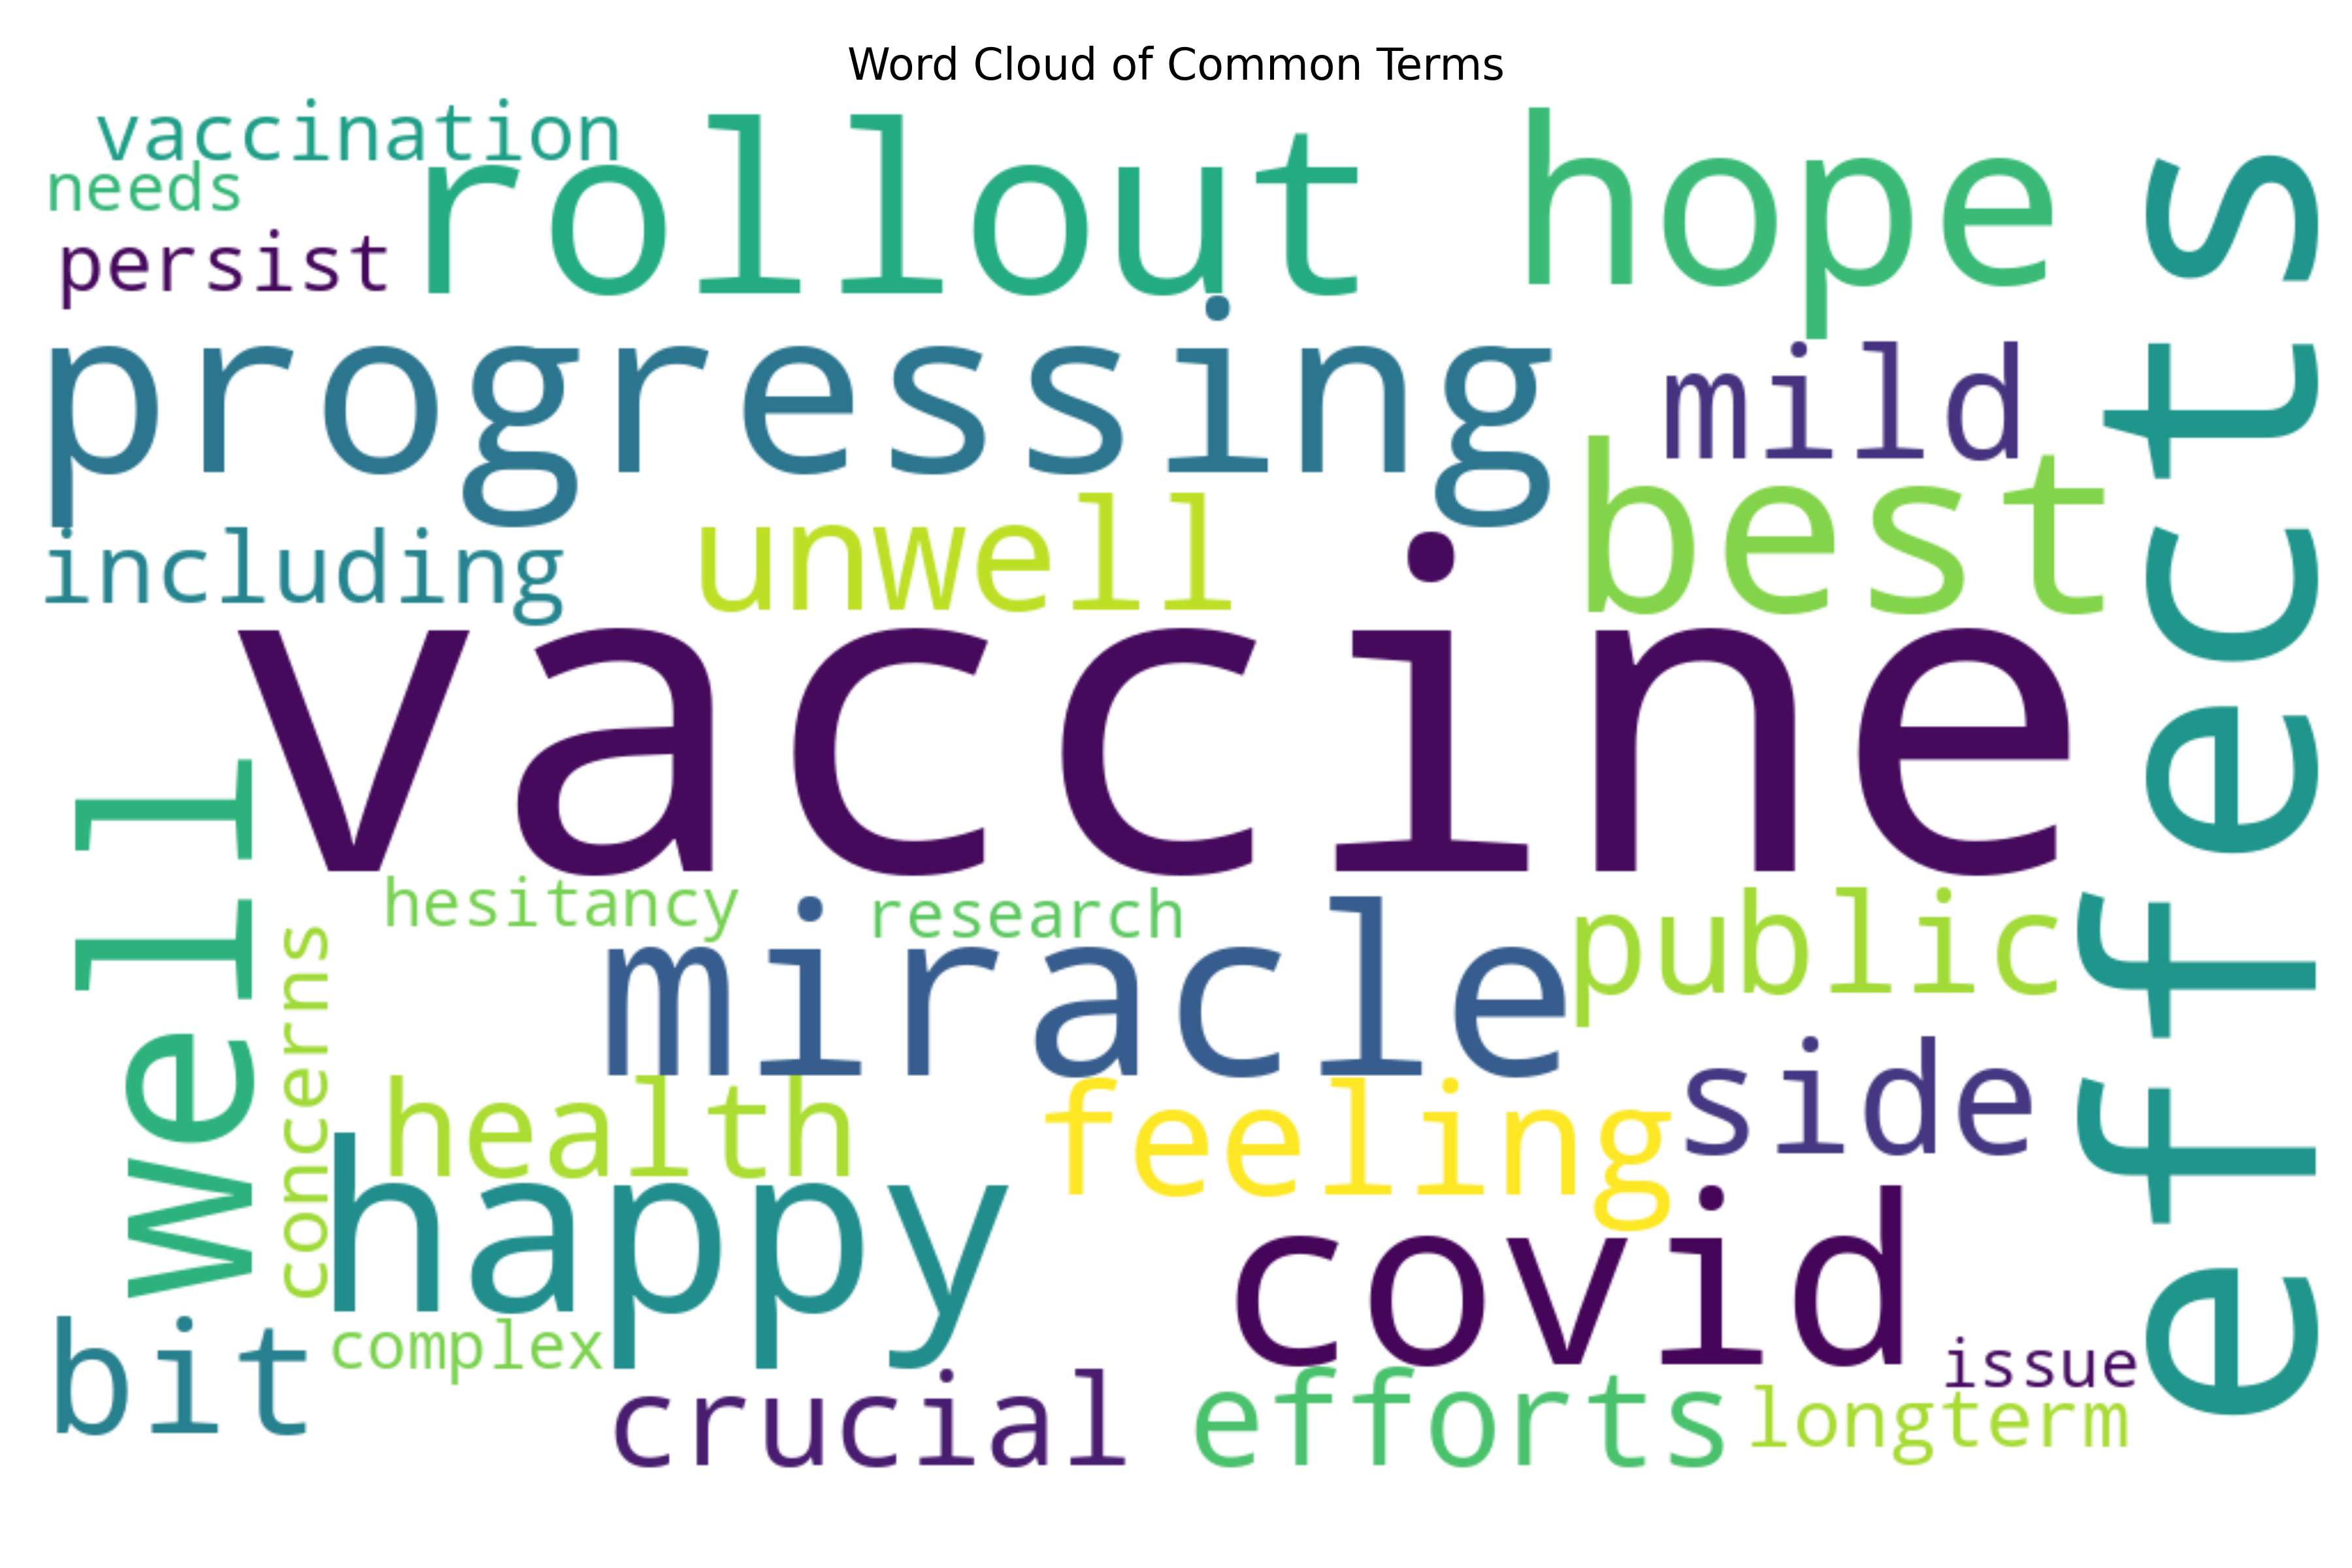 Word Cloud of Common Terms
vaccination
needs
persist
rollout
hope
effects
progressing
mild
best
including
unwell
vaccine
well
hesitancy
research
public
concerns
miracle
side
health
feeling
happy
covid
bit
complex
issue
crucial
efforts
longterm